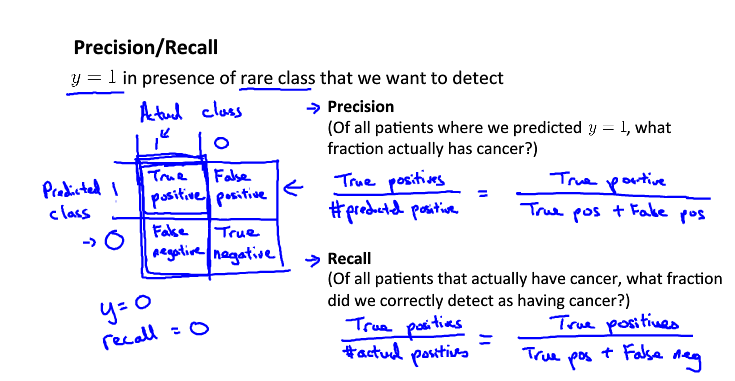 Precision/Recall
y = 1 in presence of rare class that we want to detect
Actual class
1 0
Predicted class
1
True positive
False positive
→ 0
False negative
True negative
y = 0
recall = 0
→ Precision
(Of all patients where we predicted y = 1, what
fraction actually has cancer?)
True positives / #predicted positive = True positive / True pos + False pos
→ Recall
(Of all patients that actually have cancer, what fraction
did we correctly detect as having cancer?)
True positives / #actual positives = True positives / True pos + False neg